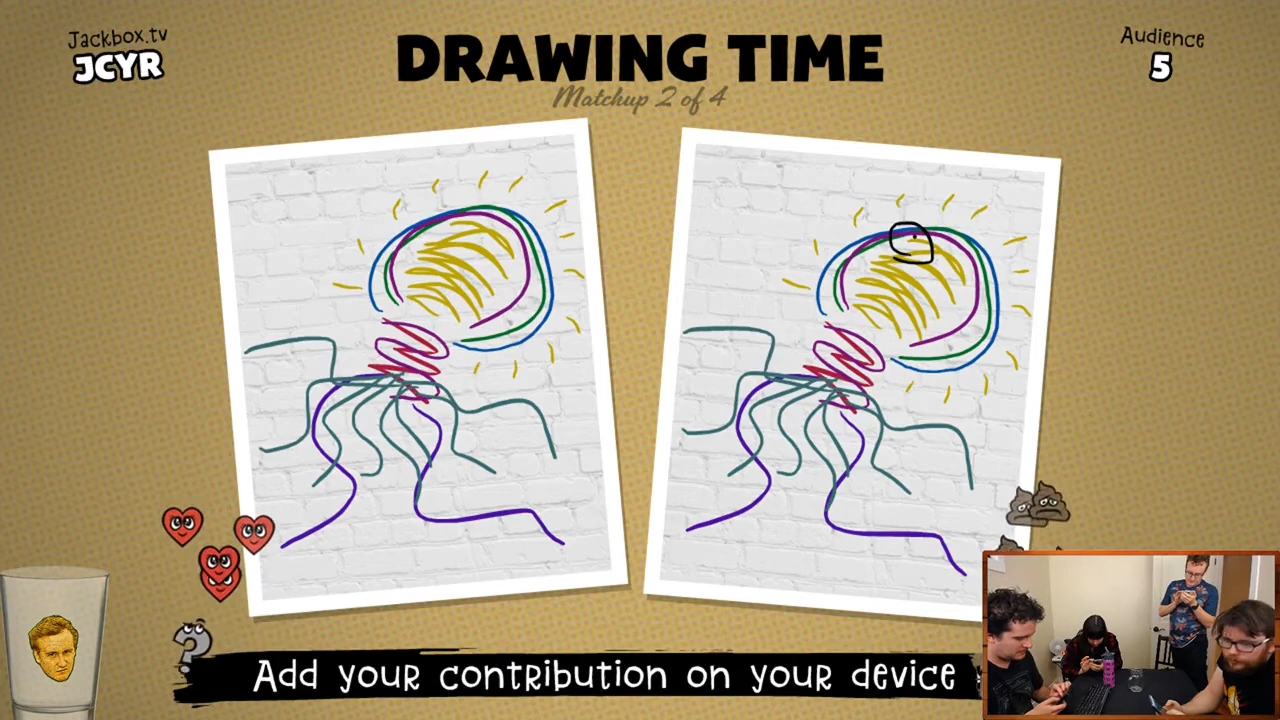 Jackbox.tv
JCYR
DRAWING TIME
Matchup 2 of 4
Audience
5
Add your contribution on your device